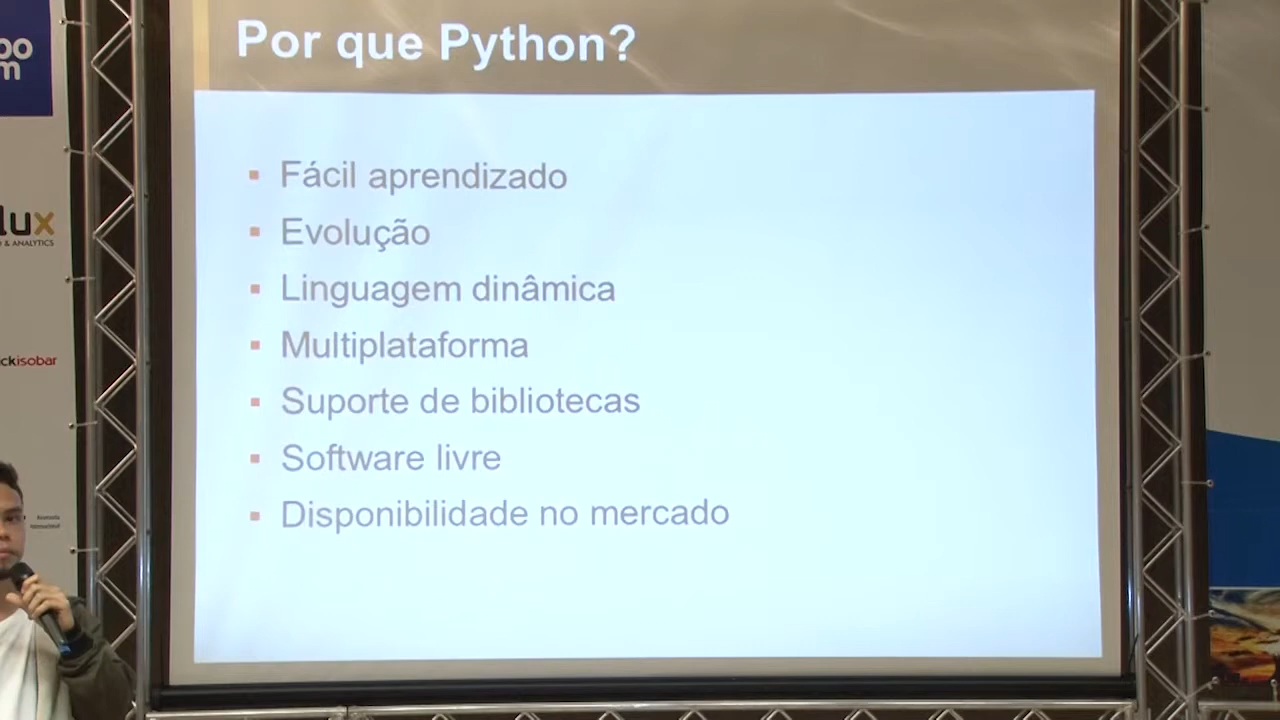 Por que Python?
Fácil aprendizado
Evolução
Linguagem dinâmica
Multiplataforma
Suporte de bibliotecas
Software livre
Disponibilidade no mercado
lux
& ANALYTICS
ckisobar